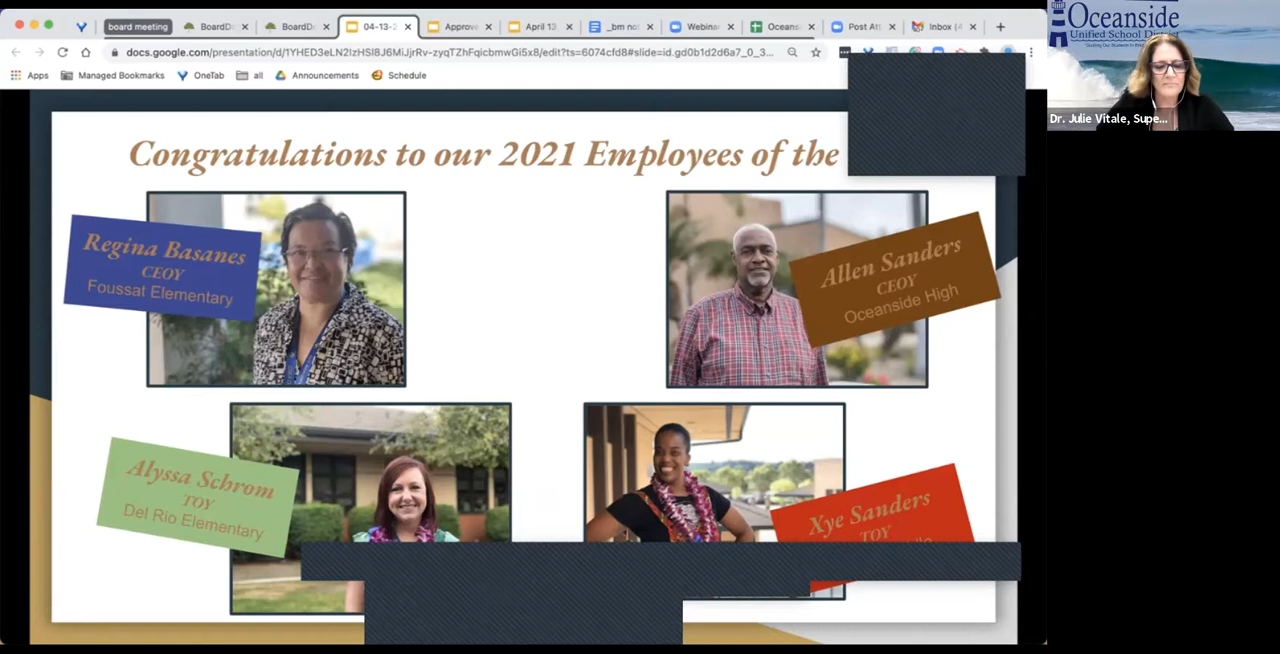 board meeting
BoardD
BoardD
04-13-2
Approve
April 13,
_bm no
Webinar
Oceans
Post Att
Inbox (4
docs.google.com/presentation/d/1YHED3eLN2lzHSl8J6MiJjrRv-zyqTZhFqicbmwGi5x8/edit?ts=6074cfd8#slide=id.gd0b1d2d6a7_0_3...
Apps
Managed Bookmarks
OneTab
all
Announcements
Schedule
Oceanside
Unified School District
Dr. Julie Vitale, Supe...
Congratulations to our 2021 Employees of the
Regina Basanes
CEOY
Foussat Elementary
Allen Sanders
CEOY
Oceanside High
Alyssa Schrom
TOY
Del Rio Elementary
Xye Sanders
TOY